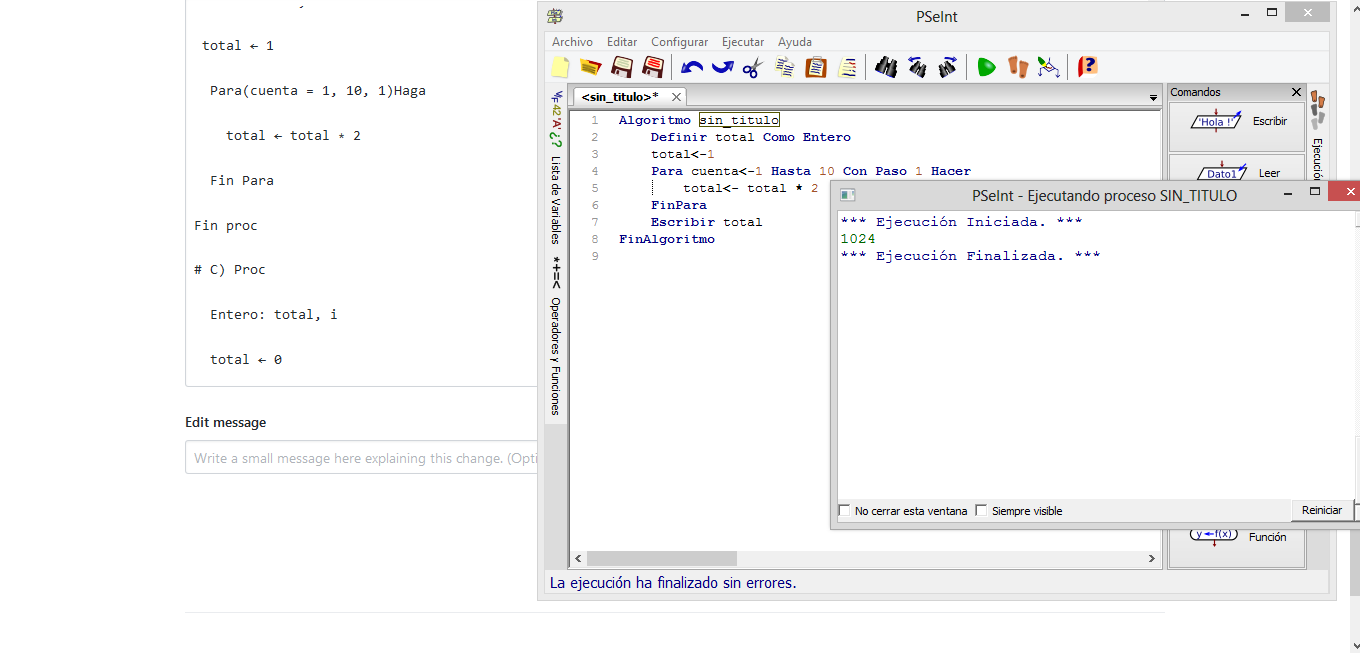 total ← 1
Para(cuenta = 1, 10, 1)Haga
total ← total * 2
Fin Para
Fin proc
# C) Proc
Entero: total, i
total ← 0
Edit message
Write a small message here explaining this change. (Opti
PSeInt
Archivo Editar Configurar Ejecutar Ayuda
<sin_titulo>*
*+=< Operadores y Funciones
42 'A' ¿? Lista de Variables
1 Algoritmo sin_titulo
2 Definir total Como Entero
3 total<-1
4 Para cuenta<-1 Hasta 10 Con Paso 1 Hacer
5 total<- total * 2
6 FinPara
7 Escribir total
8 FinAlgoritmo
9
Comandos
'Hola !' Escribir
Dato1 Leer
y←f(x) Función
Ejecución
PSeInt - Ejecutando proceso SIN_TITULO
*** Ejecución Iniciada. ***
1024
*** Ejecución Finalizada. ***
No cerrar esta ventana Siempre visible Reiniciar
La ejecución ha finalizado sin errores.